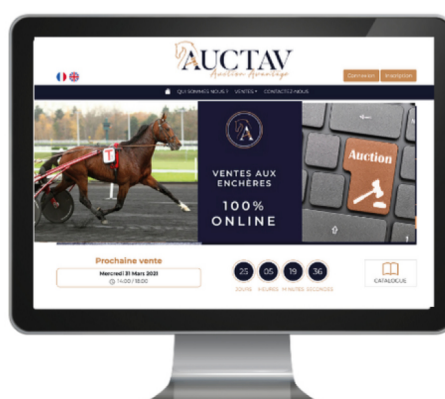 AUCTAV
Auction Avantage
Connexion
Inscription
QUI SOMMES NOUS ? VENTES CONTACTEZ-NOUS
VENTES AUX
ENCHÈRES
100%
ONLINE
Auction
Prochaine vente
Mercredi 31 Mars 2021
14:00 / 18:00
25 05 19 36
JOURS HEURES MINUTES SECONDES
CATALOGUE